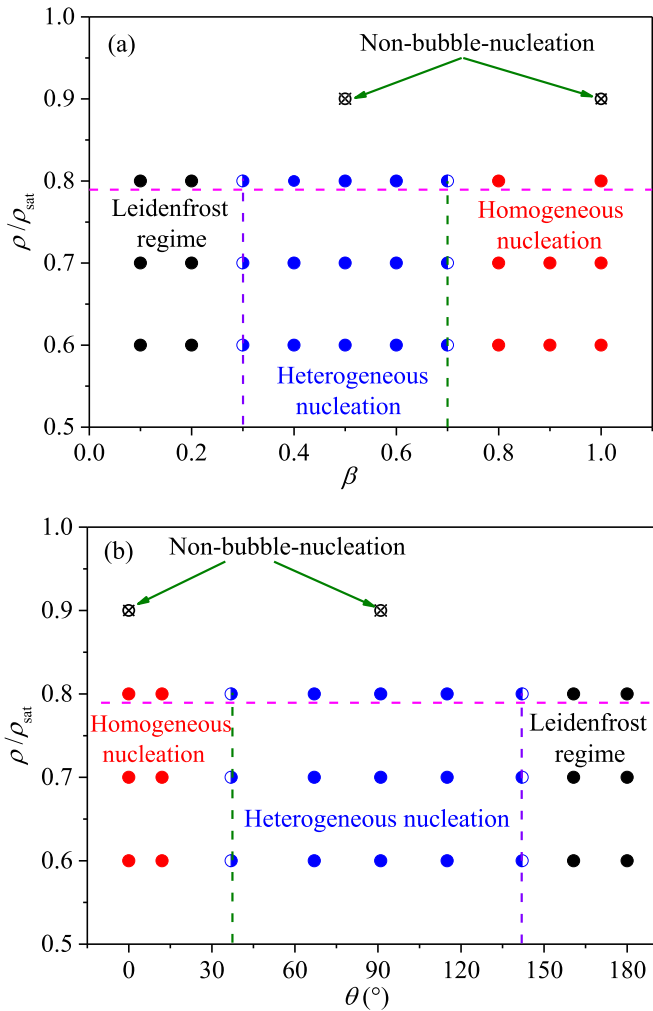 (a)
Non-bubble-nucleation
1.0
0.9
0.8
0.7
0.6
0.5
ρ/ρsat
Leidenfrost
regime
Homogeneous
nucleation
Heterogeneous
nucleation
0.0 0.2 0.4 0.6 0.8 1.0
β
(b)
Non-bubble-nucleation
1.0
0.9
0.8
0.7
0.6
0.5
ρ/ρsat
Homogeneous
nucleation
Leidenfrost
regime
Heterogeneous nucleation
0 30 60 90 120 150 180
θ (°)